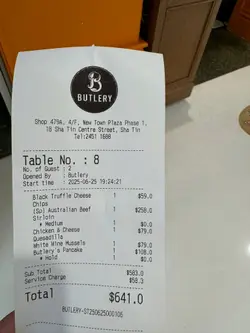 B
BUTLERY
Shop 479A, 4/F, New Town Plaza Phase 1,
18 Sha Tin Centre Street, Sha Tin
Tel:2451 1688
Table No. : 8
No. of Guest : 2
Opened By : Butlery
Start time : 2025-06-25 19:24:21
Black Truffle Cheese 1 $59.0
Chips
(Sp) Australian Beef 1 $258.0
Sirloin
* Medium 1 $0.0
Chicken & Cheese 1 $79.0
Quesadilla
White Wine Mussels 1 $79.0
Butlery's Pancake 1 $108.0
* Hold 1 $0.0
Sub Total $583.0
Service Charge $58.3
Total $641.0
BUTLERY-ST250625000106